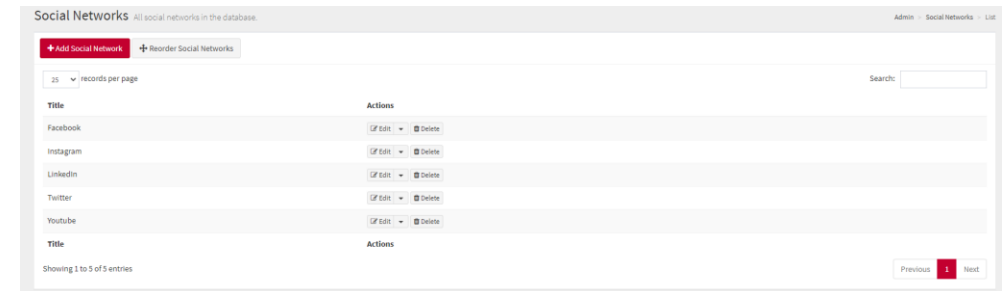 Social Networks All social networks in the database. Admin > Social Networks > List
+ Add Social Network Reorder Social Networks
25 records per page Search:
Title Actions
Facebook Edit Delete
Instagram Edit Delete
LinkedIn Edit Delete
Twitter Edit Delete
Youtube Edit Delete
Title Actions
Showing 1 to 5 of 5 entries Previous 1 Next